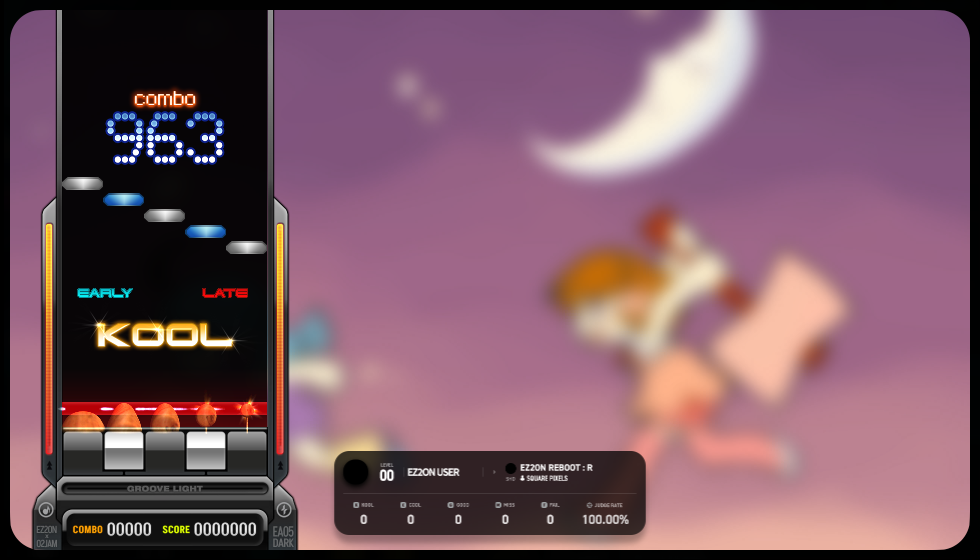 combo
963
EARLY LATE
KOOL
GROOVE LIGHT
COMBO 00000 SCORE 0000000
EZ2ON
×
O2JAM
EA05
DARK
LEVEL
00
EZ2ON USER
EZ2ON REBOOT : R
SQUARE PIXELS
KOOL COOL GOOD MISS FAIL JUDGE RATE
0 0 0 0 0 100.00%